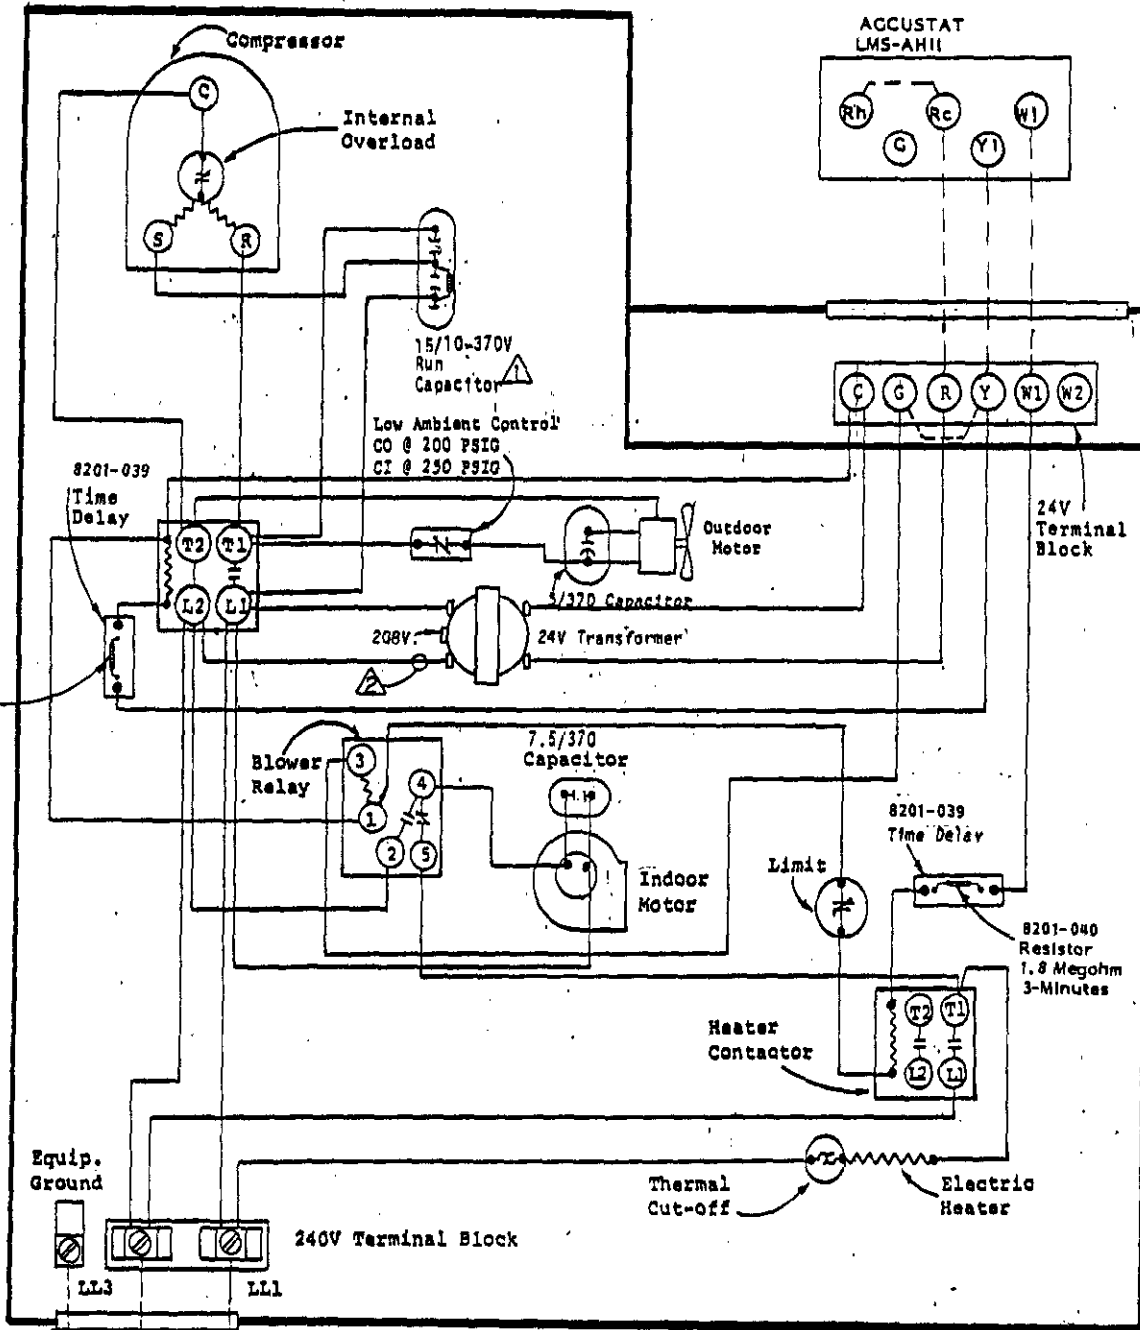 Compressor
C
Internal
Overload
S
R
15/10-370V
Run
Capacitor
1
AGCUSTAT
LMS-AH11
Rh
Rc
W1
G
Y1
C
G
R
Y
W1
W2
24V
Terminal
Block
Low Ambient Control
CO @ 200 PSIG
CI @ 250 PSIG
8201-039
Time
Delay
T2
T1
L2
L1
Outdoor
Motor
5/370 Capacitor
208V.
24V Transformer
2
Blower
Relay
3
4
1
2
5
7.5/370
Capacitor
Indoor
Motor
8201-039
Time Delay
Limit
8201-040
Resistor
1.8 Megohm
3-Minutes
Heater
Contactor
T2
T1
L2
L1
Equip.
Ground
Thermal
Cut-off
Electric
Heater
240V Terminal Block
LL3
LL1